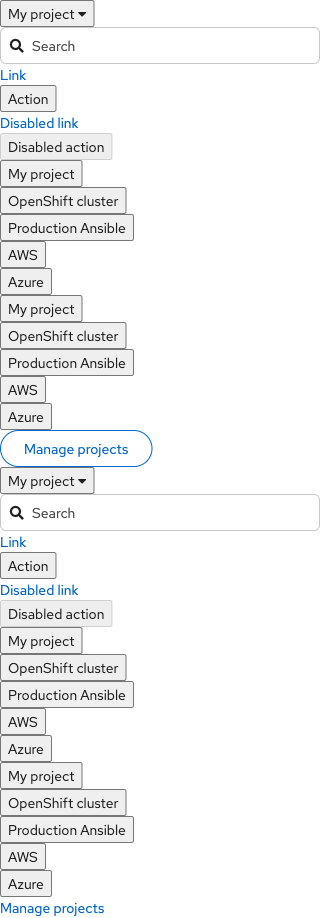 My project
Search
Link
Action
Disabled link
Disabled action
My project
OpenShift cluster
Production Ansible
AWS
Azure
My project
OpenShift cluster
Production Ansible
AWS
Azure
Manage projects
My project
Search
Link
Action
Disabled link
Disabled action
My project
OpenShift cluster
Production Ansible
AWS
Azure
My project
OpenShift cluster
Production Ansible
AWS
Azure
Manage projects